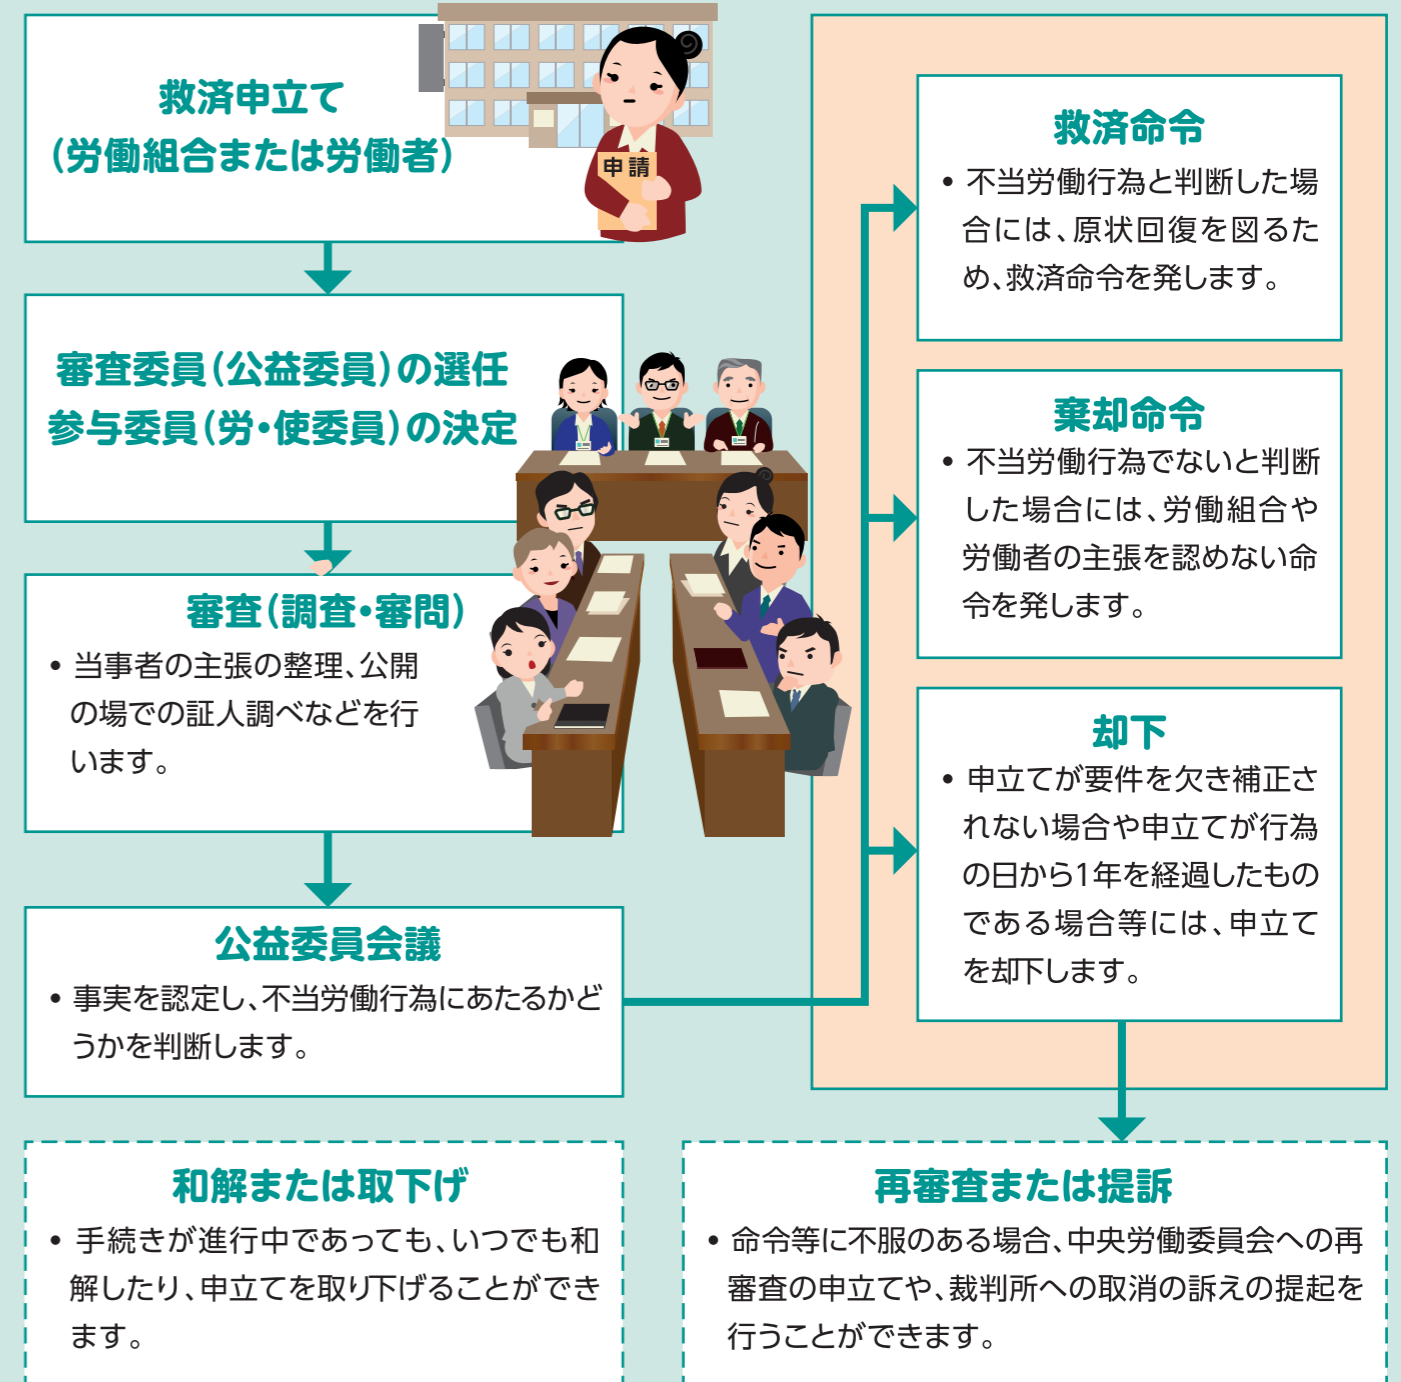 救済申立て
(労働組合または労働者)
申請
審査委員(公益委員)の選任
参与委員(労・使委員)の決定
審査(調査・審問)
• 当事者の主張の整理、公開
の場での証人調べなどを行
います。
公益委員会議
• 事実を認定し、不当労働行為にあたるかど
うかを判断します。
救済命令
• 不当労働行為と判断した場
合には、原状回復を図るた
め、救済命令を発します。
棄却命令
• 不当労働行為でないと判断
した場合には、労働組合や
労働者の主張を認めない命
令を発します。
却下
• 申立てが要件を欠き補正さ
れない場合や申立てが行為
の日から1年を経過したもの
である場合等には、申立て
を却下します。
和解または取下げ
• 手続きが進行中であっても、いつでも和
解したり、申立てを取り下げることができ
ます。
再審査または提訴
• 命令等に不服のある場合、中央労働委員会への再
審査の申立てや、裁判所への取消の訴えの提起を
行うことができます。